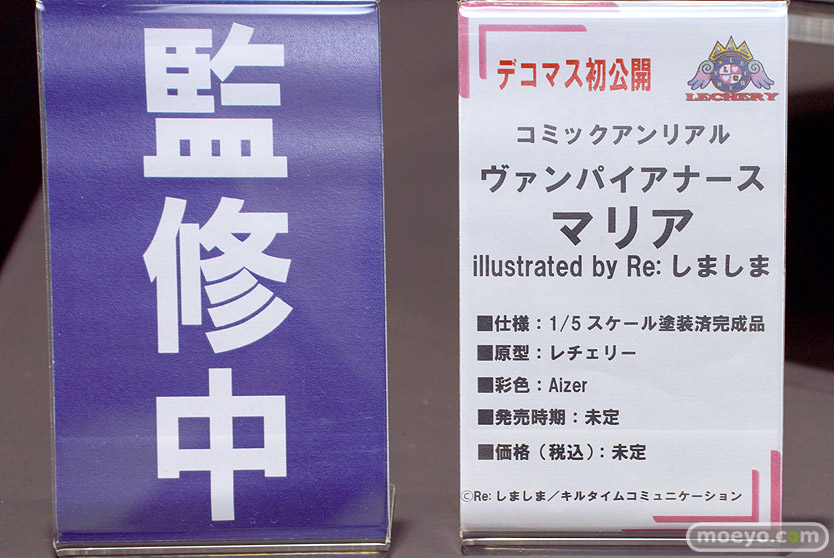 監修中
デコマス初公開
LECHERY
コミックアンリアル
ヴァンパイアナース
マリア
illustrated by Re: しましま
■仕様：1/5 スケール塗装済完成品
■原型：レチェリー
■彩色：Aizer
■発売時期：未定
■価格（税込）：未定
©Re: しましま／キルタイムコミュニケーション
moeyo.com